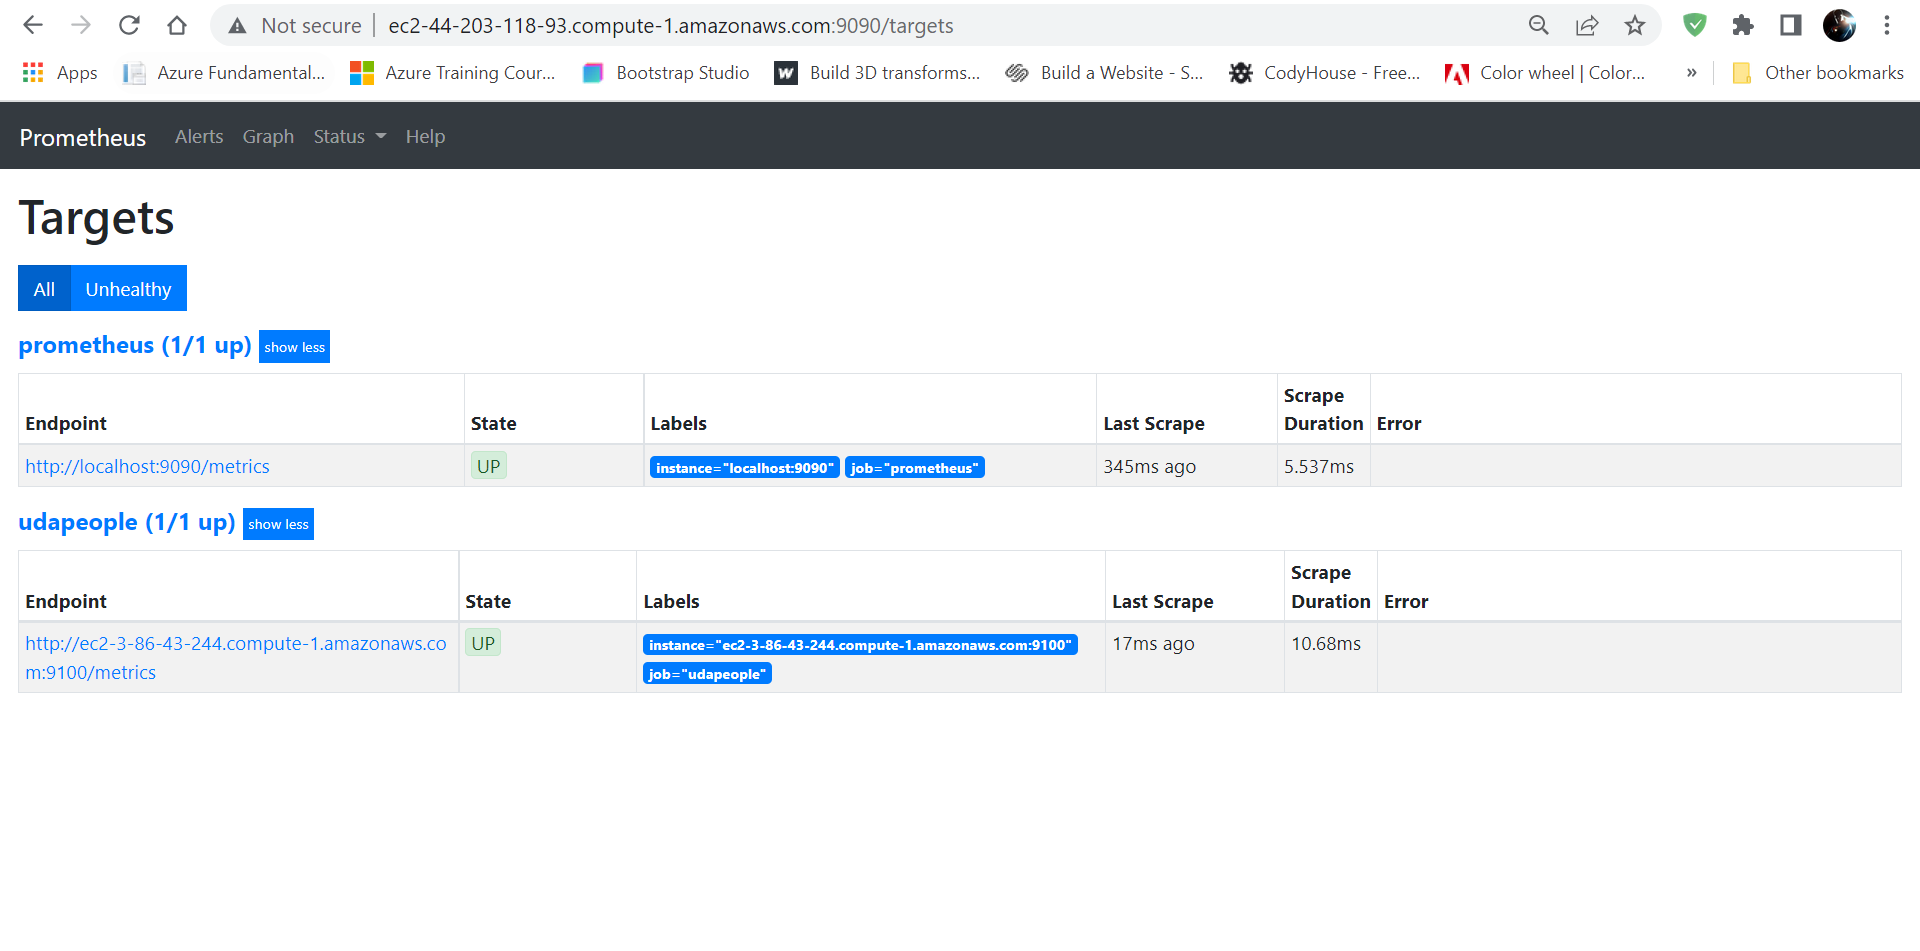 Not secure | ec2-44-203-118-93.compute-1.amazonaws.com:9090/targets
Apps Azure Fundamental... Azure Training Cour... Bootstrap Studio Build 3D transforms... Build a Website - S... CodyHouse - Free... Color wheel | Color... » Other bookmarks
Prometheus Alerts Graph Status Help
Targets
All Unhealthy
prometheus (1/1 up) show less
Endpoint State Labels Last Scrape Scrape Duration Error
http://localhost:9090/metrics UP instance="localhost:9090" job="prometheus" 345ms ago 5.537ms
udapeople (1/1 up) show less
Endpoint State Labels Last Scrape Scrape Duration Error
http://ec2-3-86-43-244.compute-1.amazonaws.co UP instance="ec2-3-86-43-244.compute-1.amazonaws.com:9100" 17ms ago 10.68ms
m:9100/metrics job="udapeople"